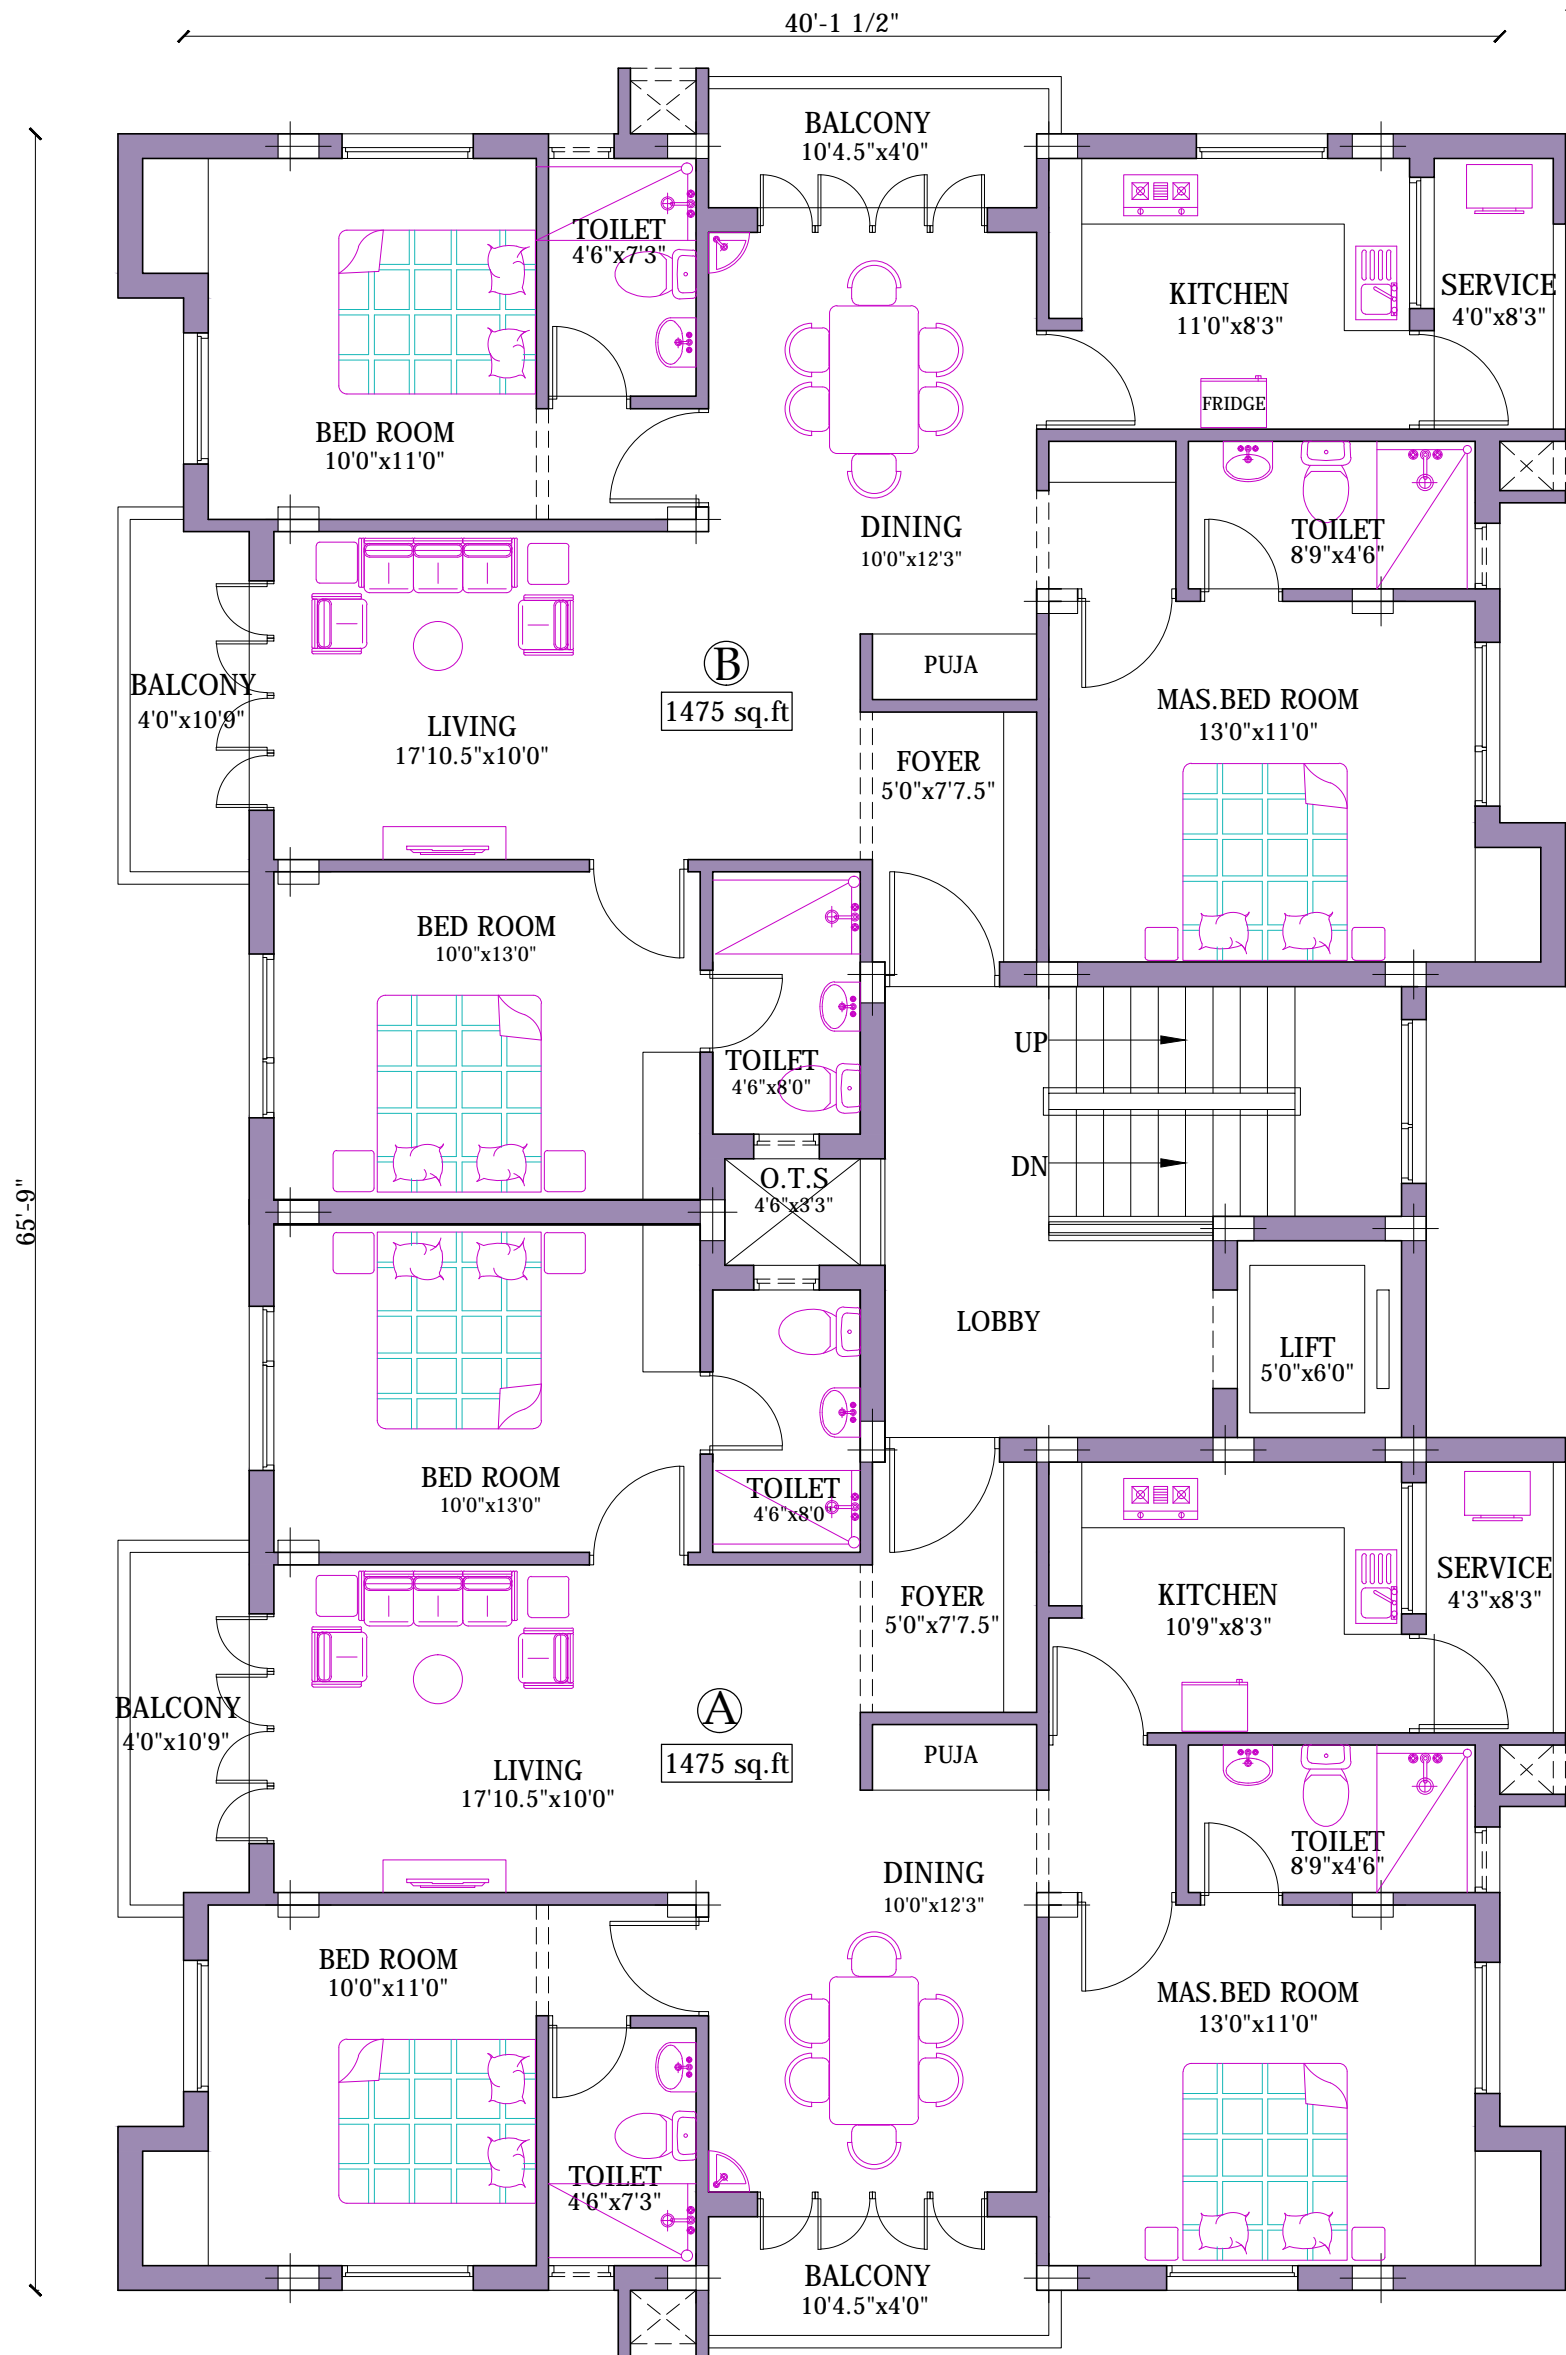 40'-1 1/2"
BALCONY
10'4.5"x4'0"
TOILET
4'6"x7'3"
KITCHEN
11'0"x8'3"
SERVICE
4'0"x8'3"
FRIDGE
BED ROOM
10'0"x11'0"
DINING
10'0"x12'3"
TOILET
8'9"x4'6"
PUJA
B
1475 sq.ft
BALCONY
4'0"x10'9"
LIVING
17'10.5"x10'0"
MAS.BED ROOM
13'0"x11'0"
FOYER
5'0"x7'7.5"
BED ROOM
10'0"x13'0"
TOILET
4'6"x8'0"
UP
DN
O.T.S
4'6"x3'3"
65'-9"
LOBBY
LIFT
5'0"x6'0"
BED ROOM
10'0"x13'0"
TOILET
4'6"x8'0"
FOYER
5'0"x7'7.5"
KITCHEN
10'9"x8'3"
SERVICE
4'3"x8'3"
BALCONY
4'0"x10'9"
A
1475 sq.ft
PUJA
LIVING
17'10.5"x10'0"
TOILET
8'9"x4'6"
DINING
10'0"x12'3"
BED ROOM
10'0"x11'0"
MAS.BED ROOM
13'0"x11'0"
TOILET
4'6"x7'3"
BALCONY
10'4.5"x4'0"